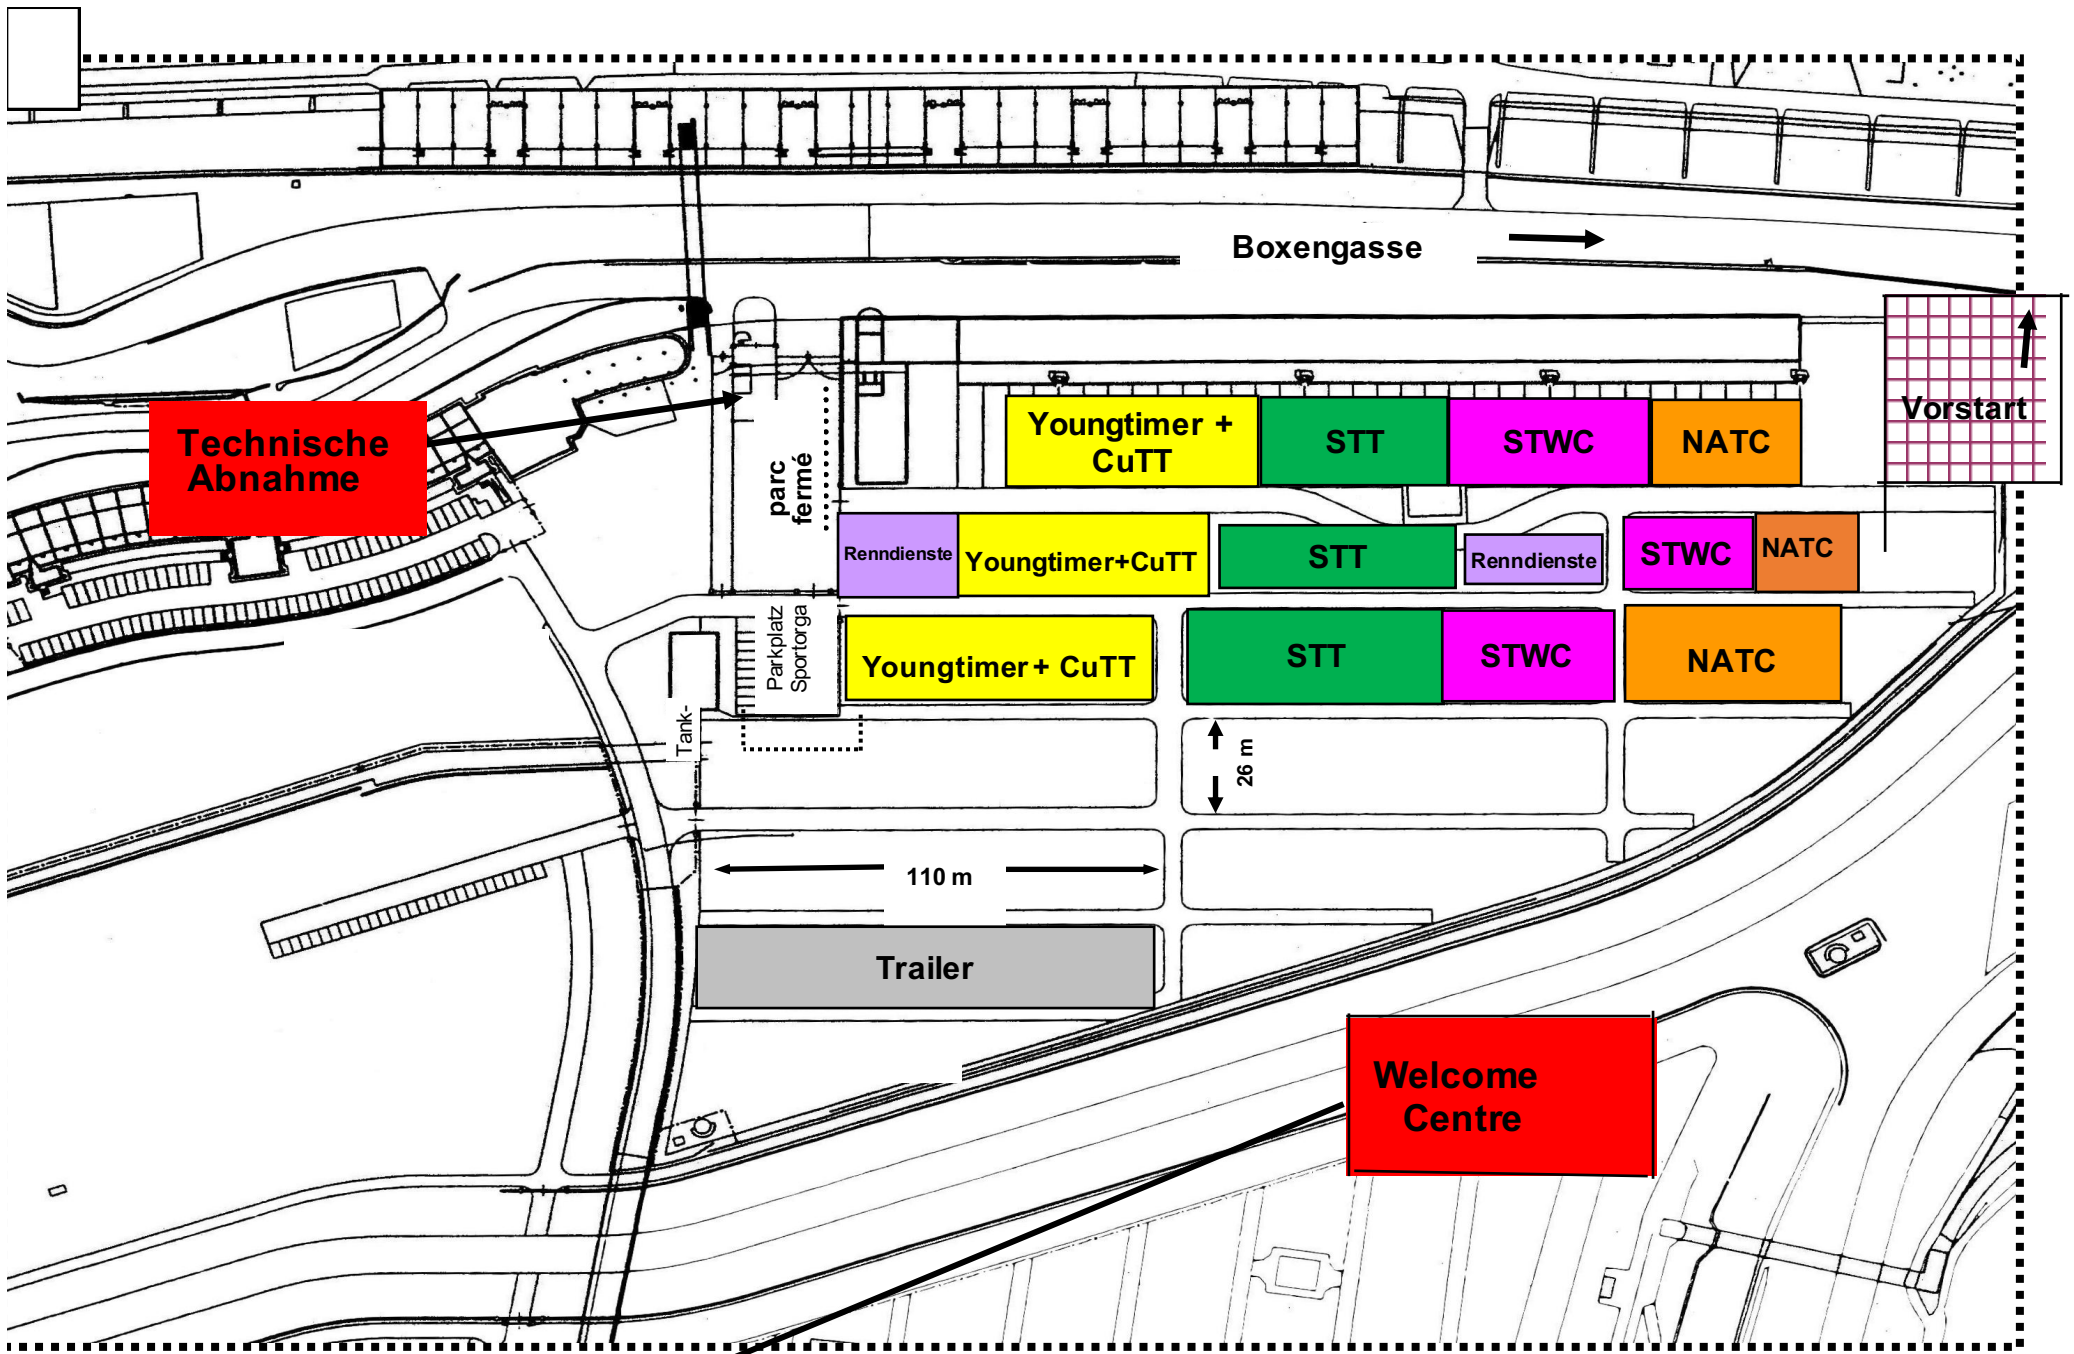 Boxengasse
Vorstart
Technische
Abnahme
parc
fermé
Youngtimer +
CuTT
STT
STWC
NATC
Renndienste
Youngtimer+CuTT
STT
Renndienste
STWC
NATC
Parkplatz
Sportorga
Youngtimer + CuTT
STT
STWC
NATC
Tank-
26 m
110 m
Trailer
Welcome
Centre